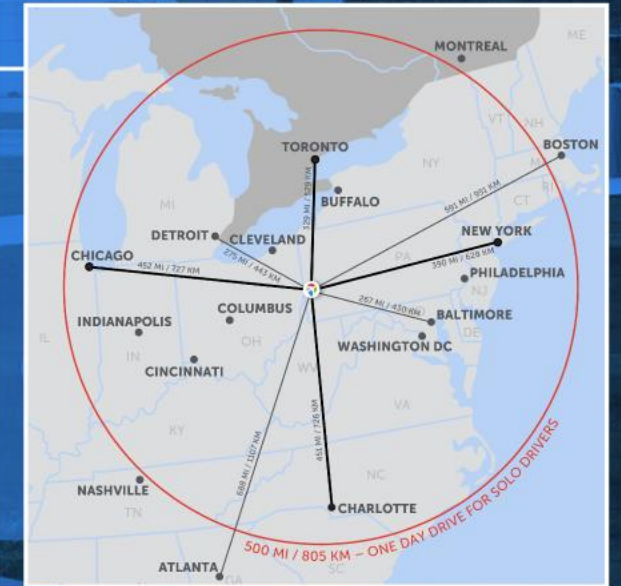 ME
MONTREAL
VT
NH
TORONTO
BOSTON
MA
NY
RI
CT
BUFFALO
329 MI / 529 KM
591 MI / 951 KM
MI
DETROIT
CLEVELAND
NEW YORK
275 MI / 443 KM
PA
390 MI / 628 KM
CHICAGO
452 MI / 727 KM
PHILADELPHIA
NJ
267 MI / 430 KM
COLUMBUS
BALTIMORE
INDIANAPOLIS
DE
IL
OH
WASHINGTON DC
IN
CINCINNATI
WV
VA
KY
451 MI / 726 KM
688 MI / 1107 KM
NC
NASHVILLE
TN
CHARLOTTE
500 MI / 805 KM – ONE DAY DRIVE FOR SOLO DRIVERS
SC
ATLANTA
GA